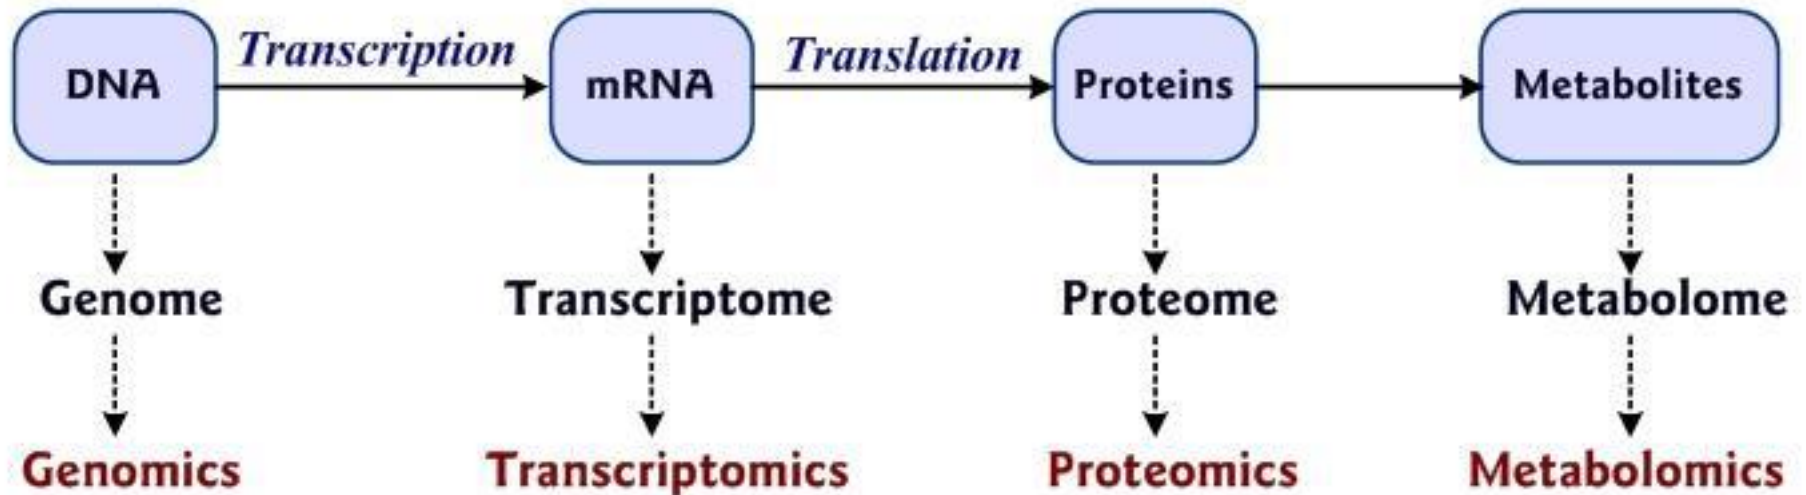 Transcription Translation
DNA mRNA Proteins Metabolites
Genome Transcriptome Proteome Metabolome
Genomics Transcriptomics Proteomics Metabolomics